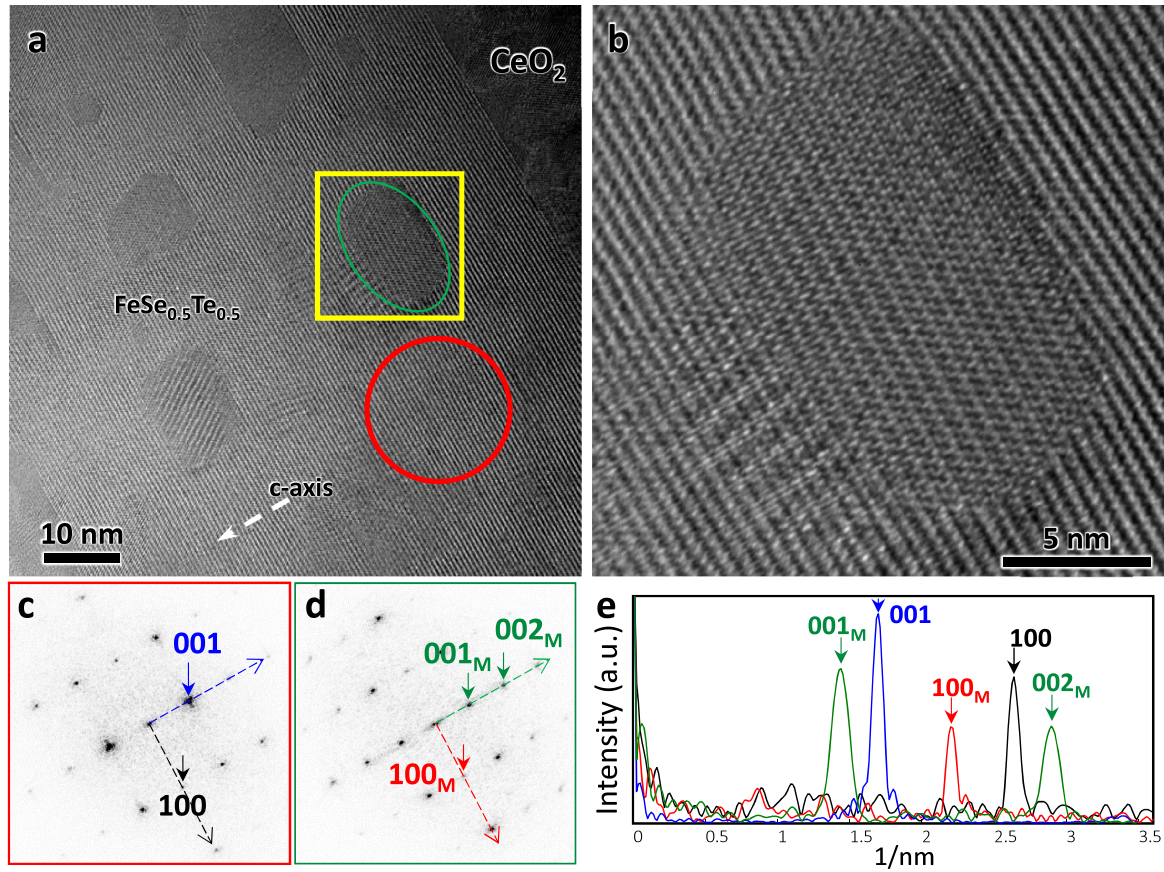 a
CeO2
FeSe0.5Te0.5
c-axis
10 nm
b
5 nm
c
001
100
d
002M
001M
100M
e
001M
001
100M
100
002M
Intensity (a.u.)
0 0.5 1 1.5 2 2.5 3 3.5
1/nm